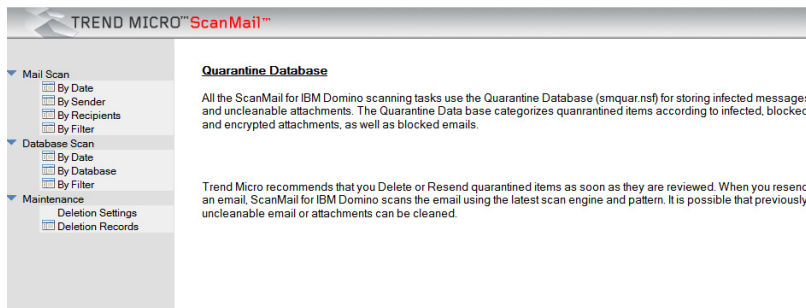 TREND MICRO™ ScanMail™
Mail Scan
By Date
By Sender
By Recipients
By Filter
Database Scan
By Date
By Database
By Filter
Maintenance
Deletion Settings
Deletion Records
Quarantine Database
All the ScanMail for IBM Domino scanning tasks use the Quarantine Database (smquar.nsf) for storing infected messages
and uncleanable attachments. The Quarantine Data base categorizes quanrantined items according to infected, blocked
and encrypted attachments, as well as blocked emails.
Trend Micro recommends that you Delete or Resend quarantined items as soon as they are reviewed. When you resend
an email, ScanMail for IBM Domino scans the email using the latest scan engine and pattern. It is possible that previously
uncleanable email or attachments can be cleaned.